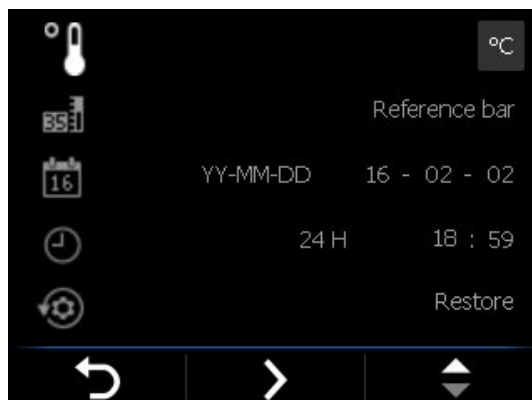 °C
35
Reference bar
16
YY-MM-DD 16 - 02 - 02
24 H 18 : 59
Restore